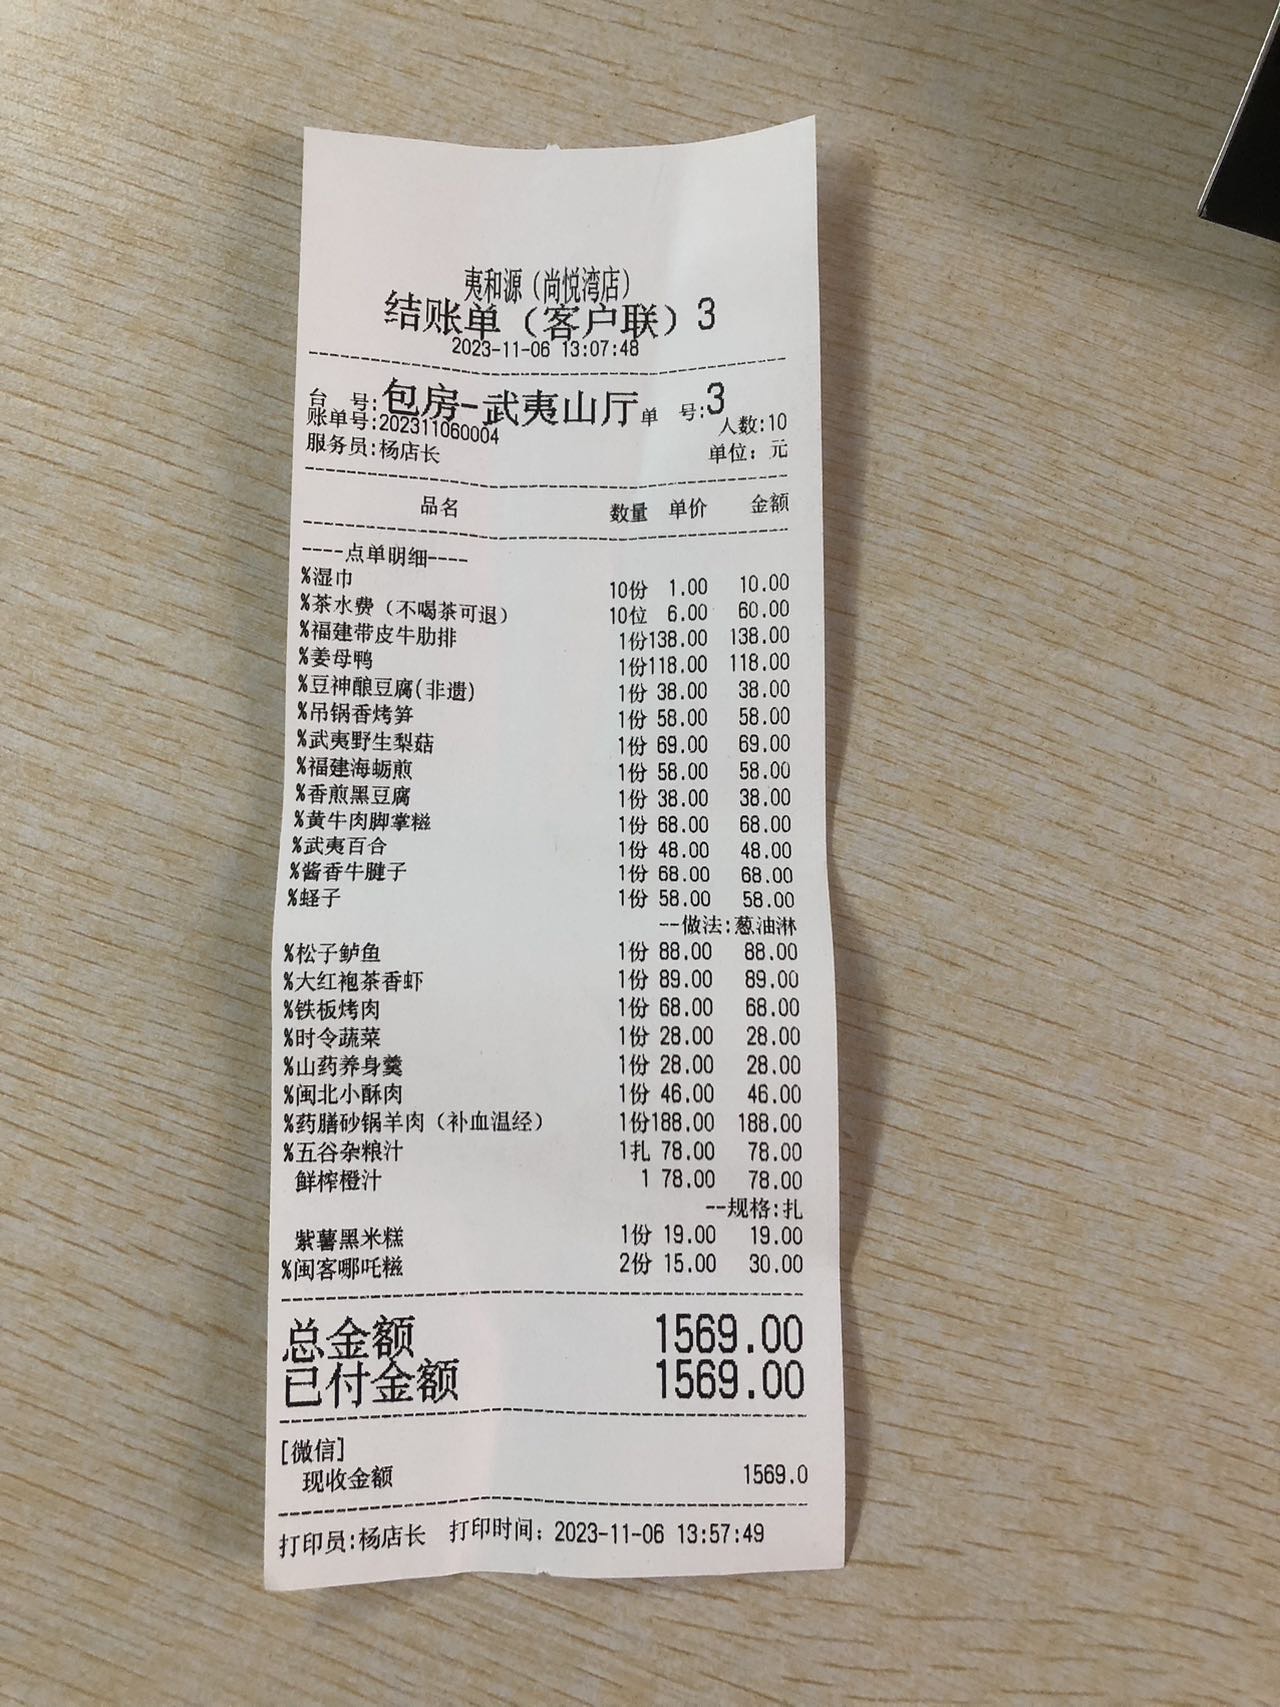 夷和源（尚悦湾店）
结账单（客户联）3
2023-11-06 13:07:48
台 号:包房-武夷山厅 单 号:3
账单号:202311060004 人数:10
服务员:杨店长 单位: 元
品名 数量 单价 金额
----点单明细----
%湿巾 10份 1.00 10.00
%茶水费（不喝茶可退） 10位 6.00 60.00
%福建带皮牛肋排 1份138.00 138.00
%姜母鸭 1份118.00 118.00
%豆神酿豆腐(非遗) 1份 38.00 38.00
%吊锅香烤笋 1份 58.00 58.00
%武夷野生梨菇 1份 69.00 69.00
%福建海蛎煎 1份 58.00 58.00
%香煎黑豆腐 1份 38.00 38.00
%黄牛肉脚掌糍 1份 68.00 68.00
%武夷百合 1份 48.00 48.00
%酱香牛腱子 1份 68.00 68.00
%蛏子 1份 58.00 58.00
--做法:葱油淋
%松子鲈鱼 1份 88.00 88.00
%大红袍茶香虾 1份 89.00 89.00
%铁板烤肉 1份 68.00 68.00
%时令蔬菜 1份 28.00 28.00
%山药养身羹 1份 28.00 28.00
%闽北小酥肉 1份 46.00 46.00
%药膳砂锅羊肉（补血温经） 1份188.00 188.00
%五谷杂粮汁 1扎 78.00 78.00
鲜榨橙汁 1 78.00 78.00
--规格:扎
紫薯黑米糕 1份 19.00 19.00
%闽客哪吒糍 2份 15.00 30.00
总金额 1569.00
已付金额 1569.00
[微信]
现收金额 1569.0
打印员:杨店长 打印时间: 2023-11-06 13:57:49